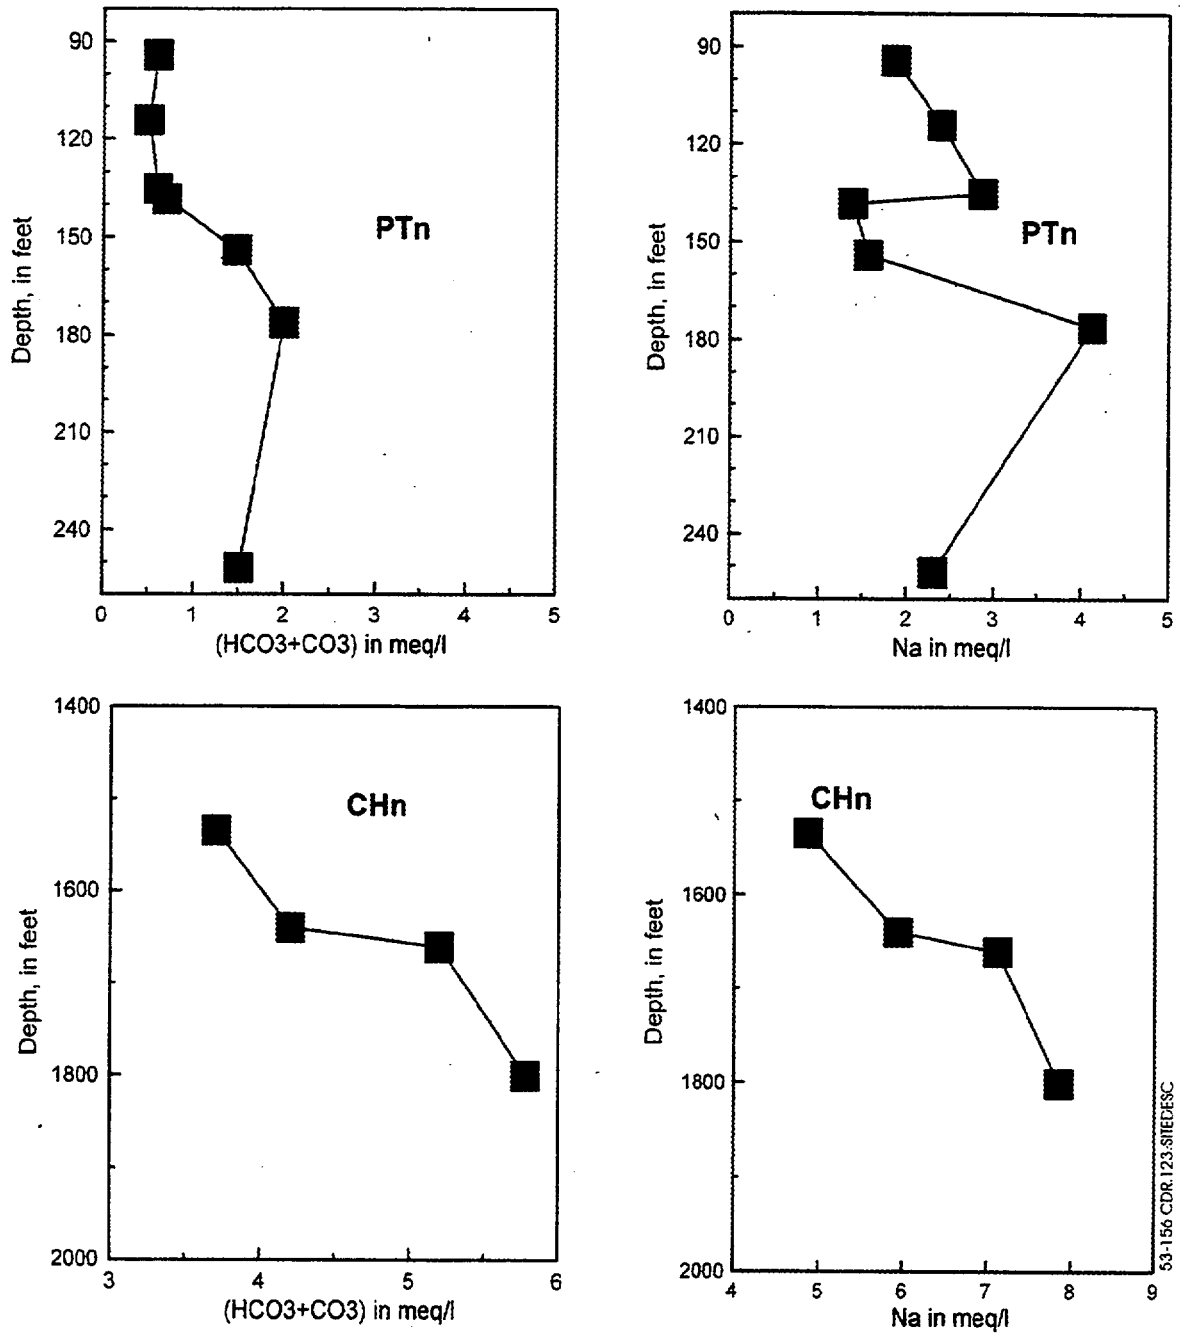 90
120
150
180
210
240
Depth, in feet
PTn
0 1 2 3 4 5
(HCO3+CO3) in meq/l
90
120
150
180
210
240
Depth, in feet
PTn
0 1 2 3 4 5
Na in meq/l
1400
1600
1800
2000
Depth, in feet
CHn
3 4 5 6
(HCO3+CO3) in meq/l
1400
1600
1800
2000
Depth, in feet
CHn
4 5 6 7 8 9
Na in meq/l
53-156 CDR.123.SITEDESC